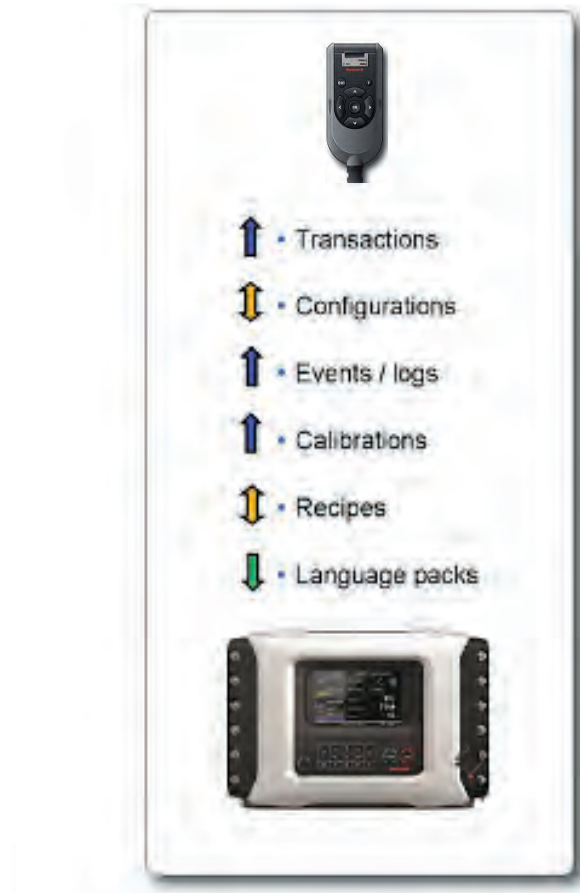 • Transactions
• Configurations
• Events / logs
• Calibrations
• Recipes
• Language packs